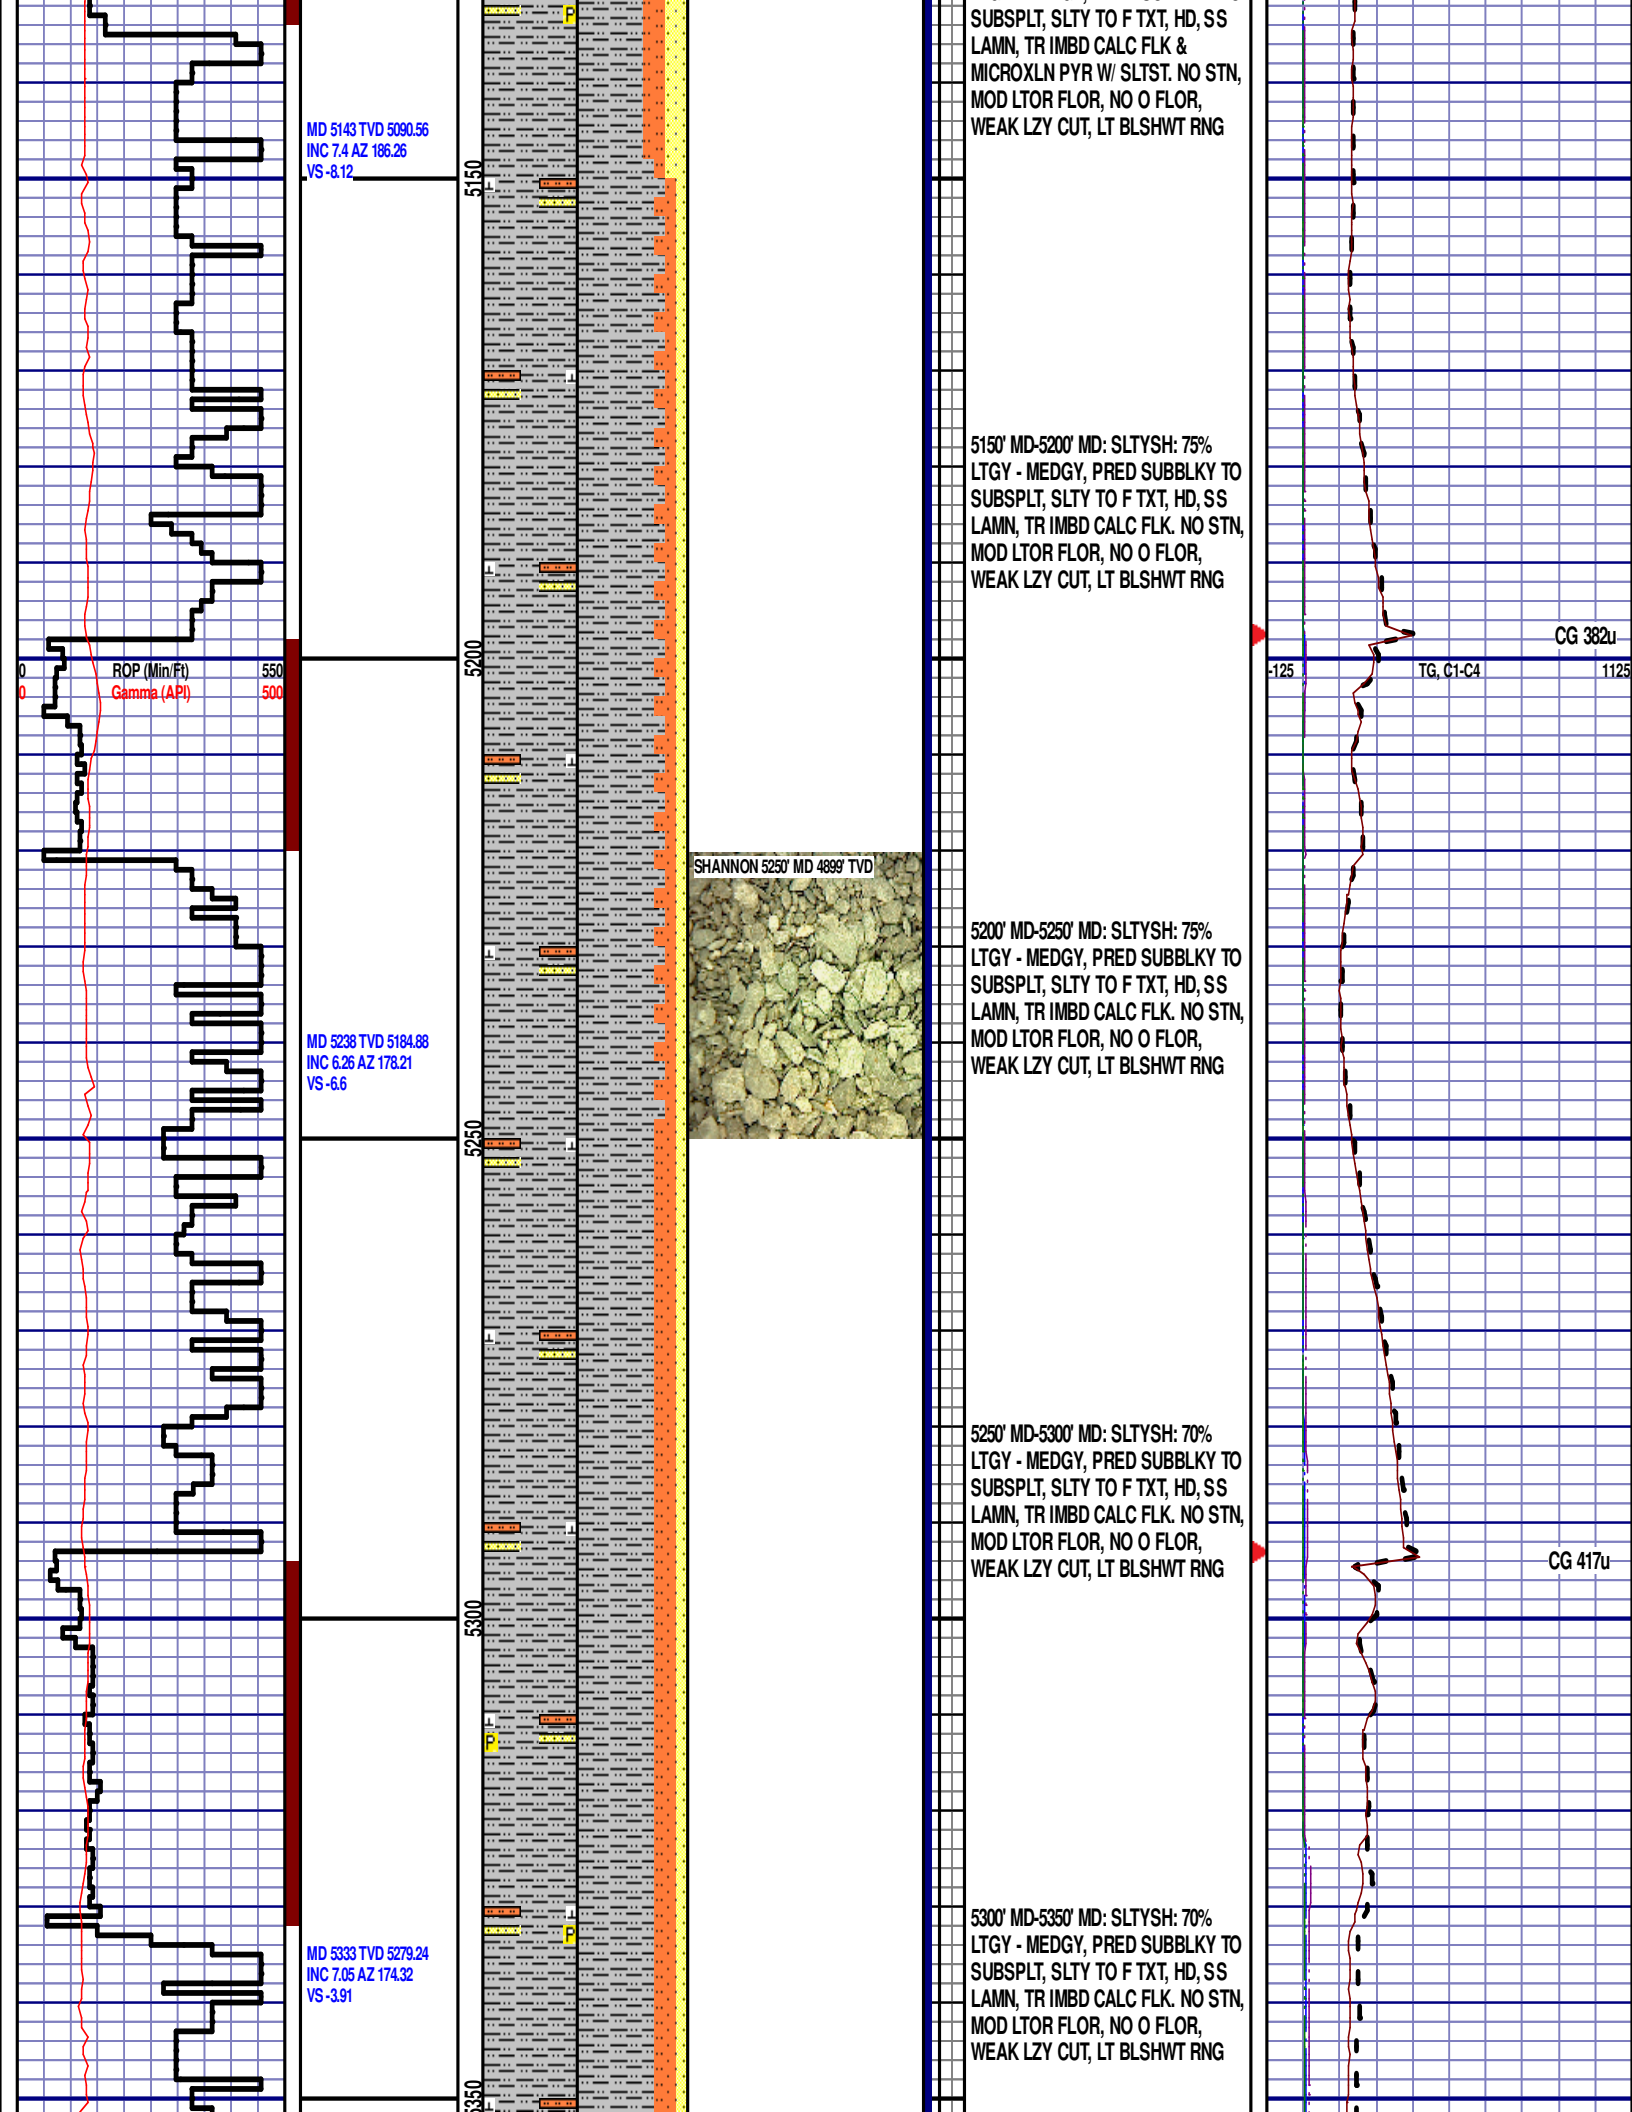 SUBSPLT, SLTY TO F TXT, HD, SS
LAMN, TR IMBD CALC FLK &
MICROXLN PYR W/ SLTST. NO STN,
MOD LTOR FLOR, NO O FLOR,
WEAK LZY CUT, LT BLSHWT RNG
P
MD 5143 TVD 5090.56
INC 7.4 AZ 186.26
VS -8.12
5150
5150' MD-5200' MD: SLTYSH: 75%
LTGY - MEDGY, PRED SUBBLKY TO
SUBSPLT, SLTY TO F TXT, HD, SS
LAMN, TR IMBD CALC FLK. NO STN,
MOD LTOR FLOR, NO O FLOR,
WEAK LZY CUT, LT BLSHWT RNG
CG 382u
5200
0 ROP (Min/Ft) 550
0 Gamma (API) 500
-125 TG, C1-C4 1125
SHANNON 5250' MD 4899' TVD
5200' MD-5250' MD: SLTYSH: 75%
LTGY - MEDGY, PRED SUBBLKY TO
SUBSPLT, SLTY TO F TXT, HD, SS
LAMN, TR IMBD CALC FLK. NO STN,
MOD LTOR FLOR, NO O FLOR,
WEAK LZY CUT, LT BLSHWT RNG
MD 5238 TVD 5184.88
INC 6.26 AZ 178.21
VS -6.6
5250
5250' MD-5300' MD: SLTYSH: 70%
LTGY - MEDGY, PRED SUBBLKY TO
SUBSPLT, SLTY TO F TXT, HD, SS
LAMN, TR IMBD CALC FLK. NO STN,
MOD LTOR FLOR, NO O FLOR,
WEAK LZY CUT, LT BLSHWT RNG
CG 417u
5300
P
P
5300' MD-5350' MD: SLTYSH: 70%
LTGY - MEDGY, PRED SUBBLKY TO
SUBSPLT, SLTY TO F TXT, HD, SS
LAMN, TR IMBD CALC FLK. NO STN,
MOD LTOR FLOR, NO O FLOR,
WEAK LZY CUT, LT BLSHWT RNG
MD 5333 TVD 5279.24
INC 7.05 AZ 174.32
VS -3.91
5350